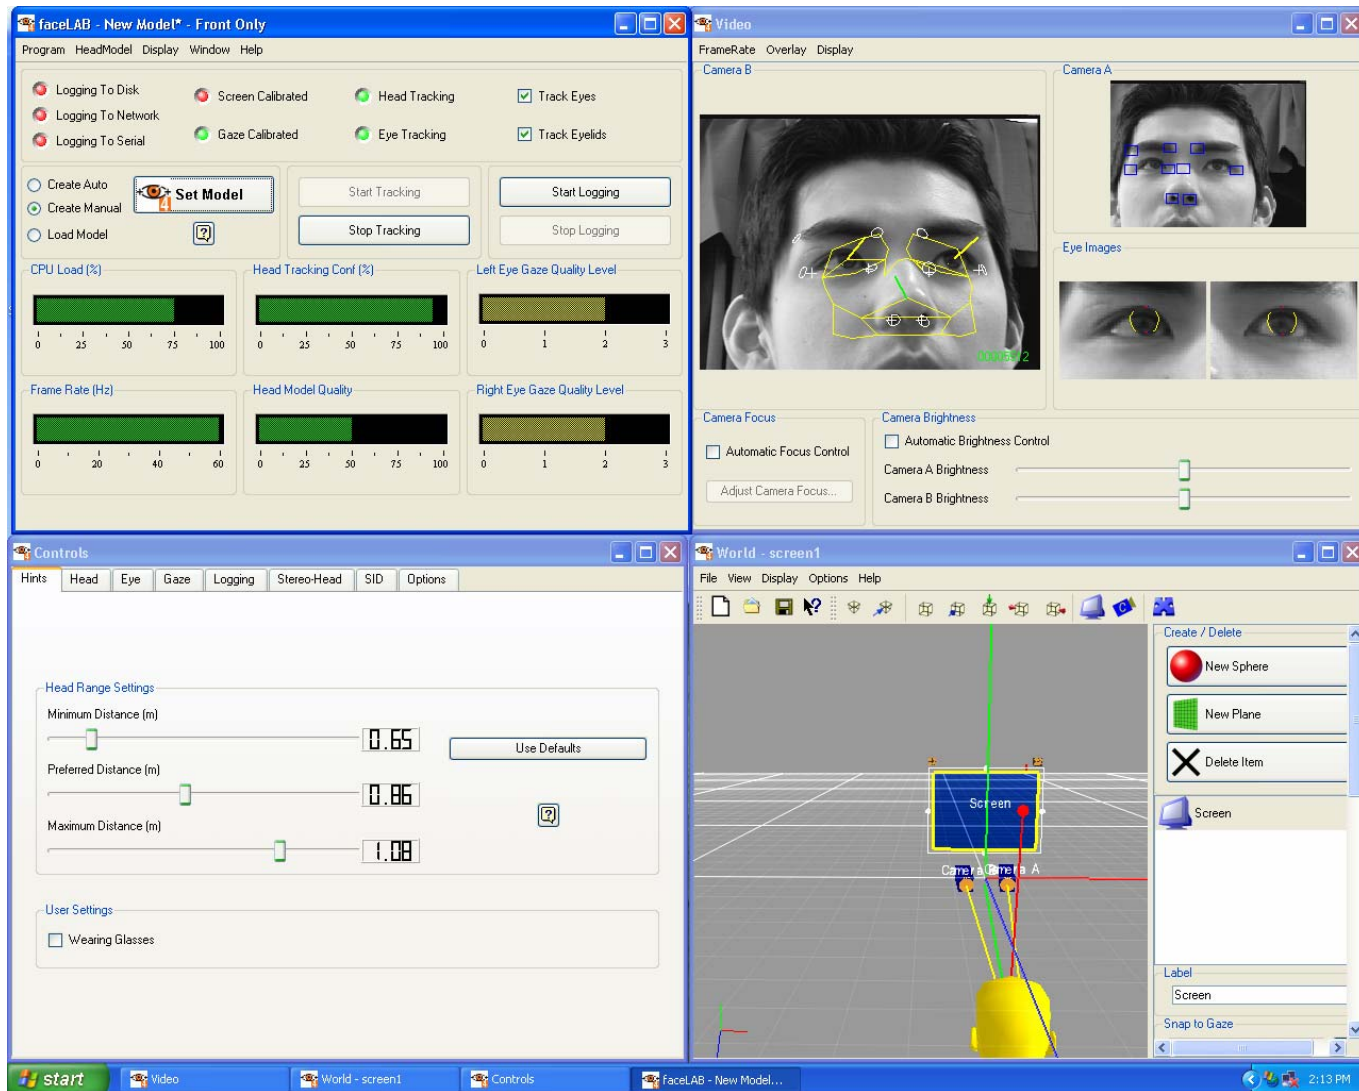 faceLAB - New Model* - Front Only
Program HeadModel Display Window Help
Logging To Disk
Logging To Network
Logging To Serial
Screen Calibrated
Gaze Calibrated
Head Tracking
Eye Tracking
Track Eyes
Track Eyelids
Create Auto
Create Manual
Load Model
4
Set Model
Start Tracking
Stop Tracking
Start Logging
Stop Logging
CPU Load (%)
0 25 50 75 100
Head Tracking Conf (%)
0 25 50 75 100
Left Eye Gaze Quality Level
0 1 2 3
Frame Rate (Hz)
0 20 40 60
Head Model Quality
0 25 50 75 100
Right Eye Gaze Quality Level
0 1 2 3
Video
FrameRate Overlay Display
Camera B
Camera A
Eye Images
Camera Focus
Automatic Focus Control
Adjust Camera Focus...
Camera Brightness
Automatic Brightness Control
Camera A Brightness
Camera B Brightness
Controls
Hints Head Eye Gaze Logging Stereo-Head SID Options
Head Range Settings
Minimum Distance (m)
0.65
Preferred Distance (m)
0.86
Maximum Distance (m)
1.08
Use Defaults
User Settings
Wearing Glasses
World - screen1
File View Display Options Help
Screen
Camera A
Create / Delete
New Sphere
New Plane
Delete Item
Screen
Label
Screen
Snap to Gaze
start
Video
World - screen1
Controls
faceLAB - New Model...
2:13 PM